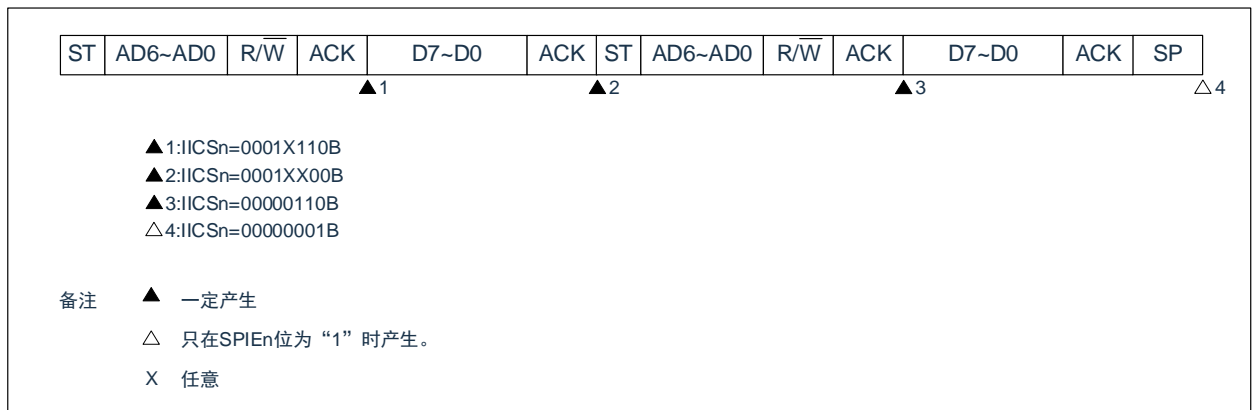 ST AD6~AD0 R/W̅ ACK D7~D0 ACK ST AD6~AD0 R/W̅ ACK D7~D0 ACK SP
▲1 ▲2 ▲3 △4
▲1:IICSn=0001X110B
▲2:IICSn=0001XX00B
▲3:IICSn=00000110B
△4:IICSn=00000001B
备注 ▲ 一定产生
△ 只在SPIEn位为“1”时产生。
X 任意